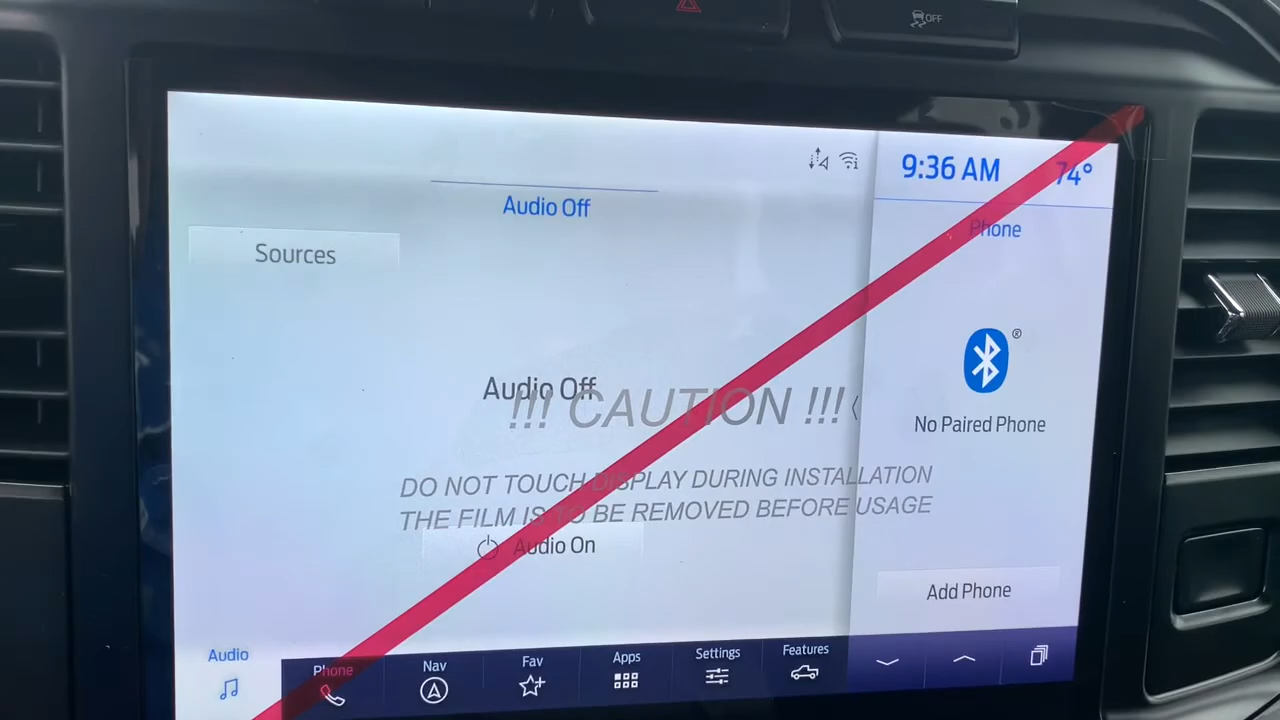 OFF
9:36 AM
74°
Audio Off
Phone
Sources
®
Audio Off
!!! CAUTION !!!
No Paired Phone
DO NOT TOUCH DISPLAY DURING INSTALLATION
THE FILM IS TO BE REMOVED BEFORE USAGE
Audio On
Add Phone
Audio
Phone
Nav
Fav
Apps
Settings
Features